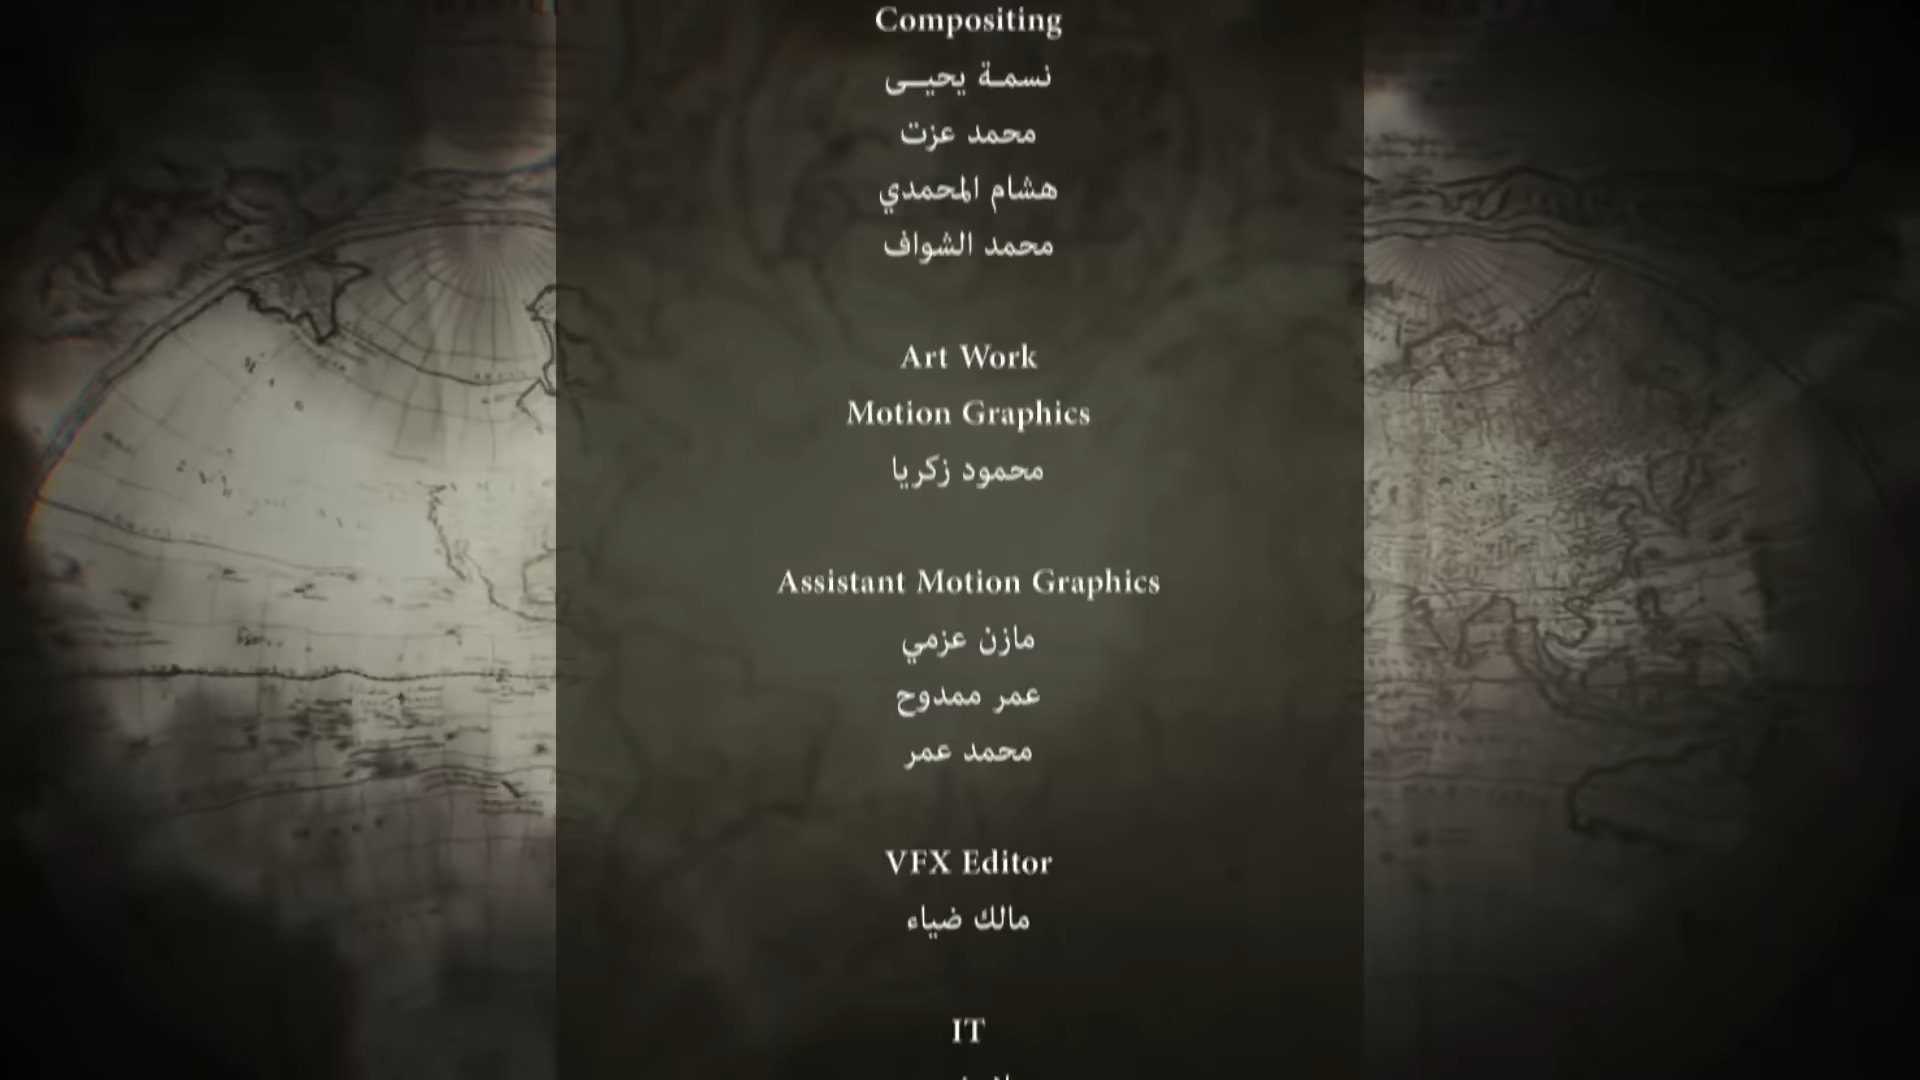 Compositing
نسمة يحيى
محمد عزت
هشام المحمدي
محمد الشواف
Art Work
Motion Graphics
محمود زكريا
Assistant Motion Graphics
مازن عزمي
عمر ممدوح
محمد عمر
VFX Editor
مالك ضياء
IT